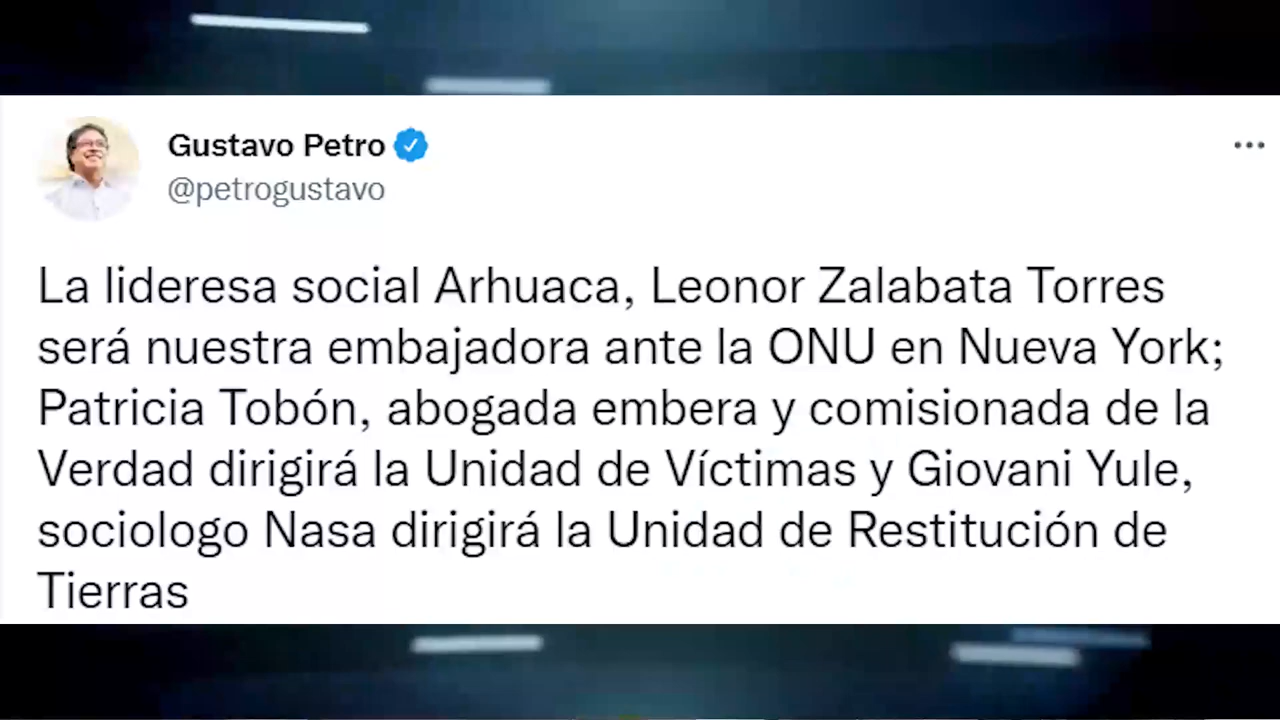 Gustavo Petro
@petrogustavo
La lideresa social Arhuaca, Leonor Zalabata Torres
será nuestra embajadora ante la ONU en Nueva York;
Patricia Tobón, abogada embera y comisionada de la
Verdad dirigirá la Unidad de Víctimas y Giovani Yule,
sociologo Nasa dirigirá la Unidad de Restitución de
Tierras